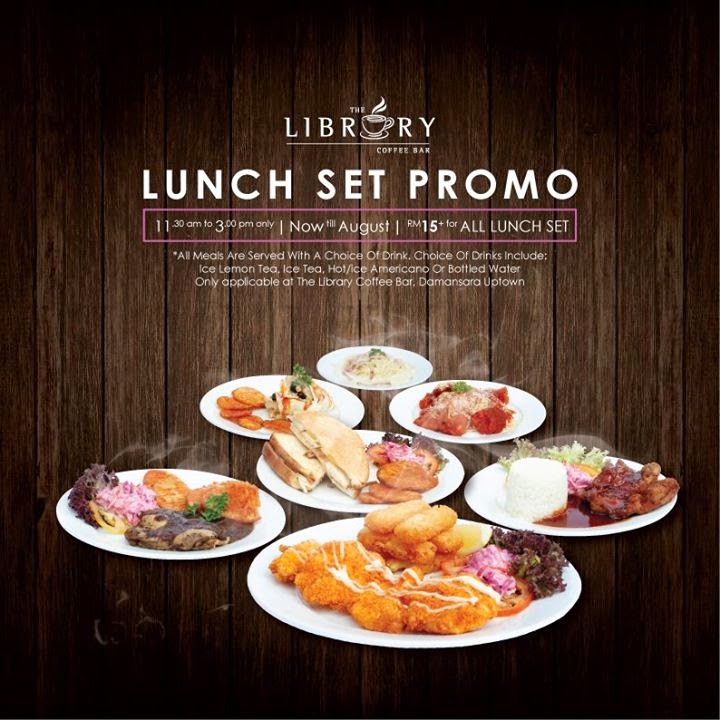 THE
LIBRARY
COFFEE BAR
LUNCH SET PROMO
11.30 am to 3.00 pm only | Now till August | RM15+ for ALL LUNCH SET
*All Meals Are Served With A Choice Of Drink. Choice Of Drinks Include;
Ice Lemon Tea, Ice Tea, Hot/ice Americano Or Bottled Water
Only applicable at The Library Coffee Bar, Damansara Uptown